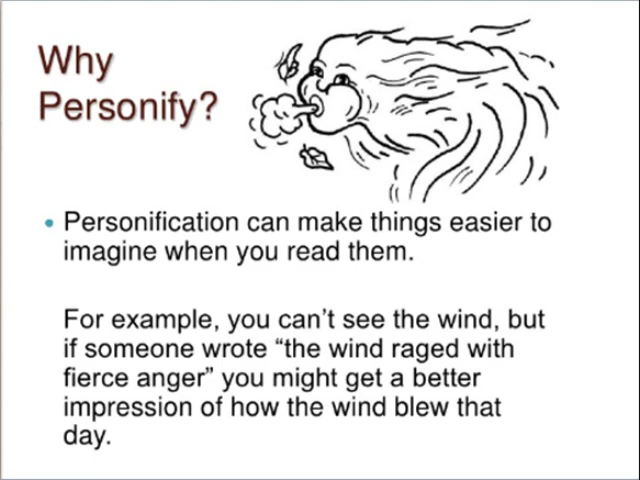 Why
Personify?
• Personification can make things easier to
imagine when you read them.
For example, you can’t see the wind, but
if someone wrote “the wind raged with
fierce anger” you might get a better
impression of how the wind blew that
day.